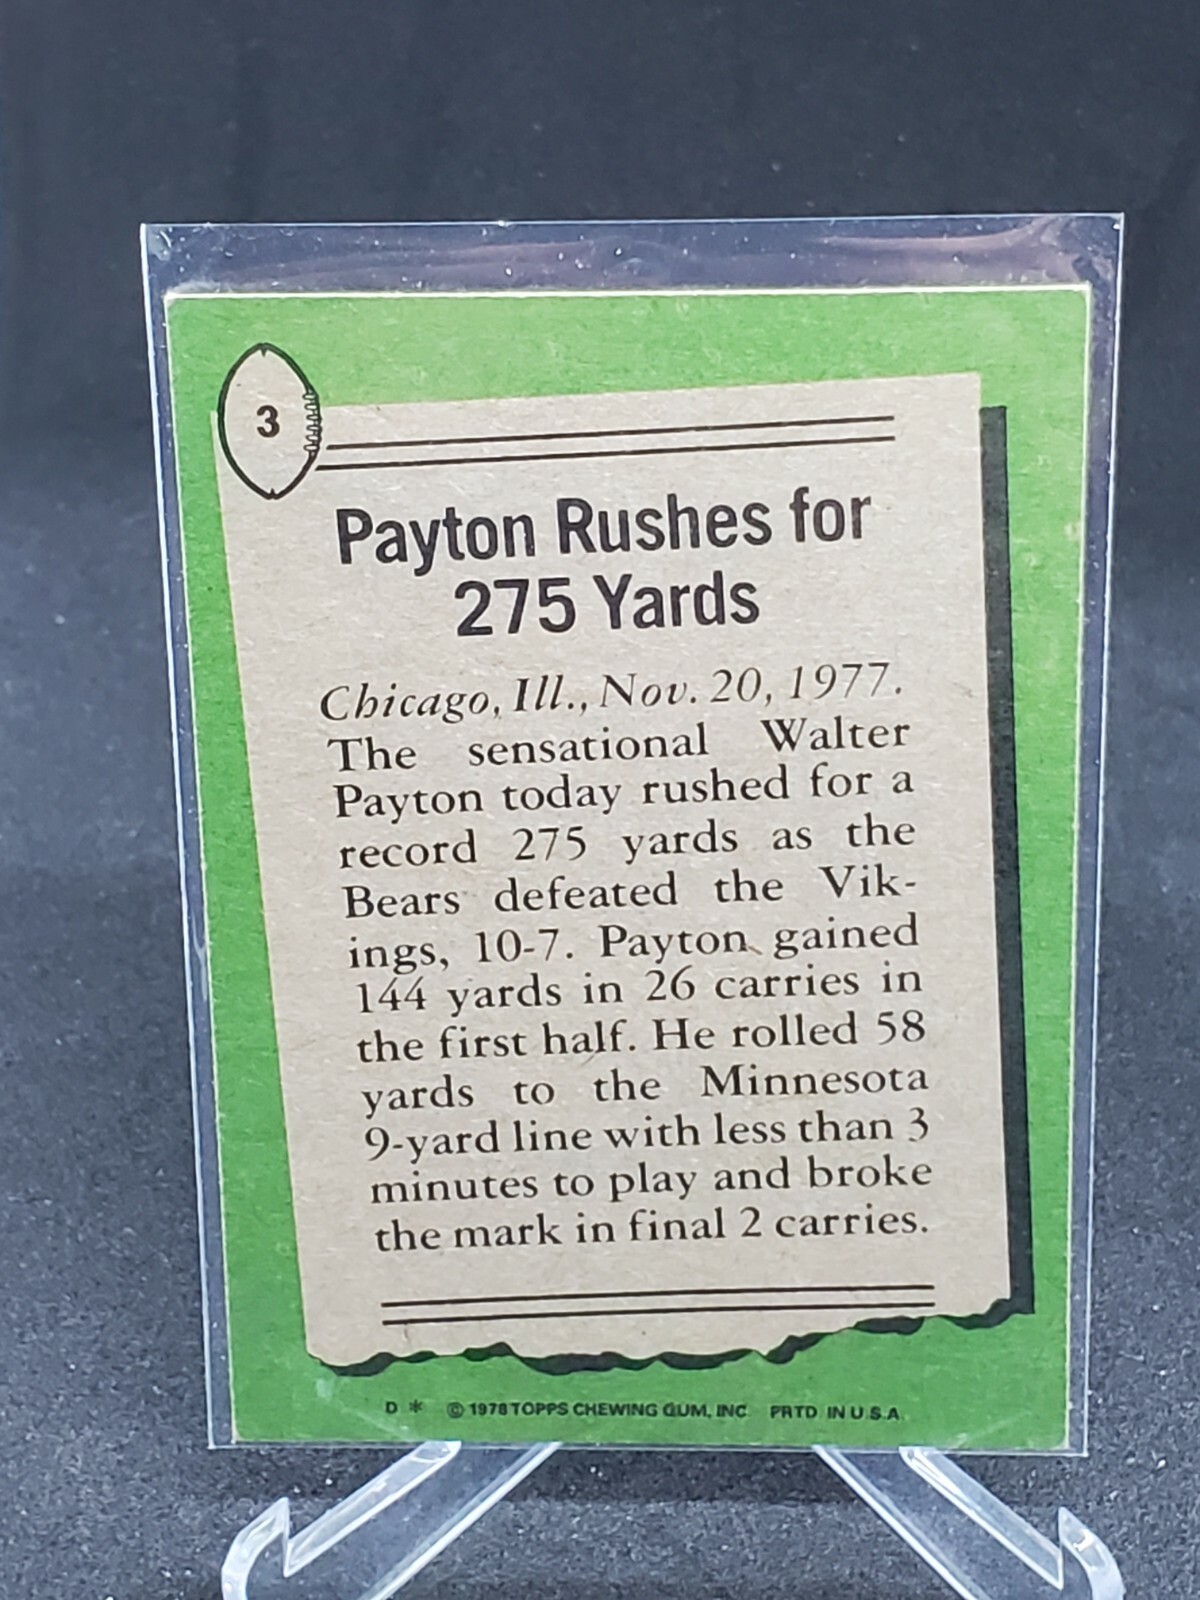 3
Payton Rushes for
275 Yards
Chicago, Ill., Nov. 20, 1977.
The sensational Walter
Payton today rushed for a
record 275 yards as the
Bears defeated the Vik-
ings, 10-7. Payton gained
144 yards in 26 carries in
the first half. He rolled 58
yards to the Minnesota
9-yard line with less than 3
minutes to play and broke
the mark in final 2 carries.
D * © 1978 TOPPS CHEWING GUM, INC. PRTD. IN U.S.A.